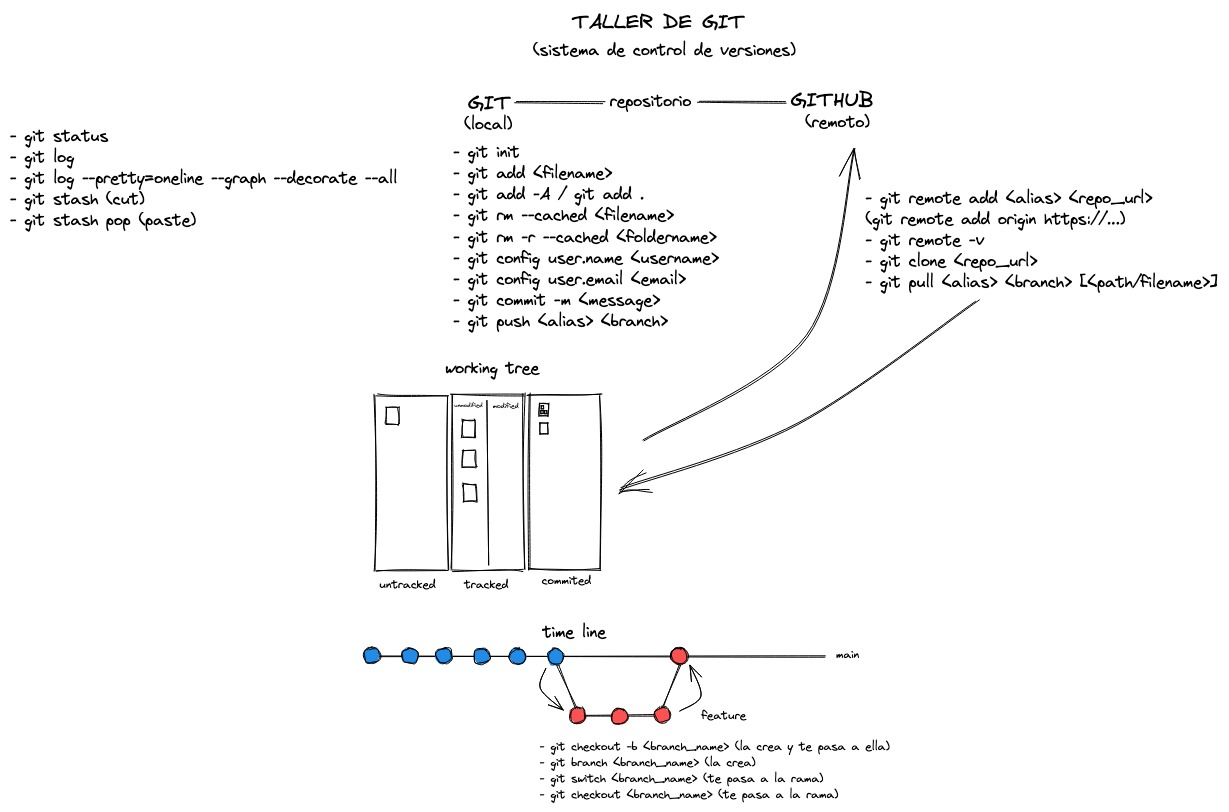 TALLER DE GIT
(sistema de control de versiones)
GIT repositorio GITHUB
(local) (remoto)
- git status
- git log
- git log --pretty=oneline --graph --decorate --all
- git stash (cut)
- git stash pop (paste)
- git init
- git add <filename>
- git add -A / git add .
- git rm --cached <filename>
- git rm -r --cached <foldername>
- git config user.name <username>
- git config user.email <email>
- git commit -m <message>
- git push <alias> <branch>
- git remote add <alias> <repo_url>
(git remote add origin https://...)
- git remote -v
- git clone <repo_url>
- git pull <alias> <branch> [<path/filename>]
working tree
unmodified modified
untracked tracked commited
time line
main
feature
- git checkout -b <branch_name> (la crea y te pasa a ella)
- git branch <branch_name> (la crea)
- git switch <branch_name> (te pasa a la rama)
- git checkout <branch_name> (te pasa a la rama)